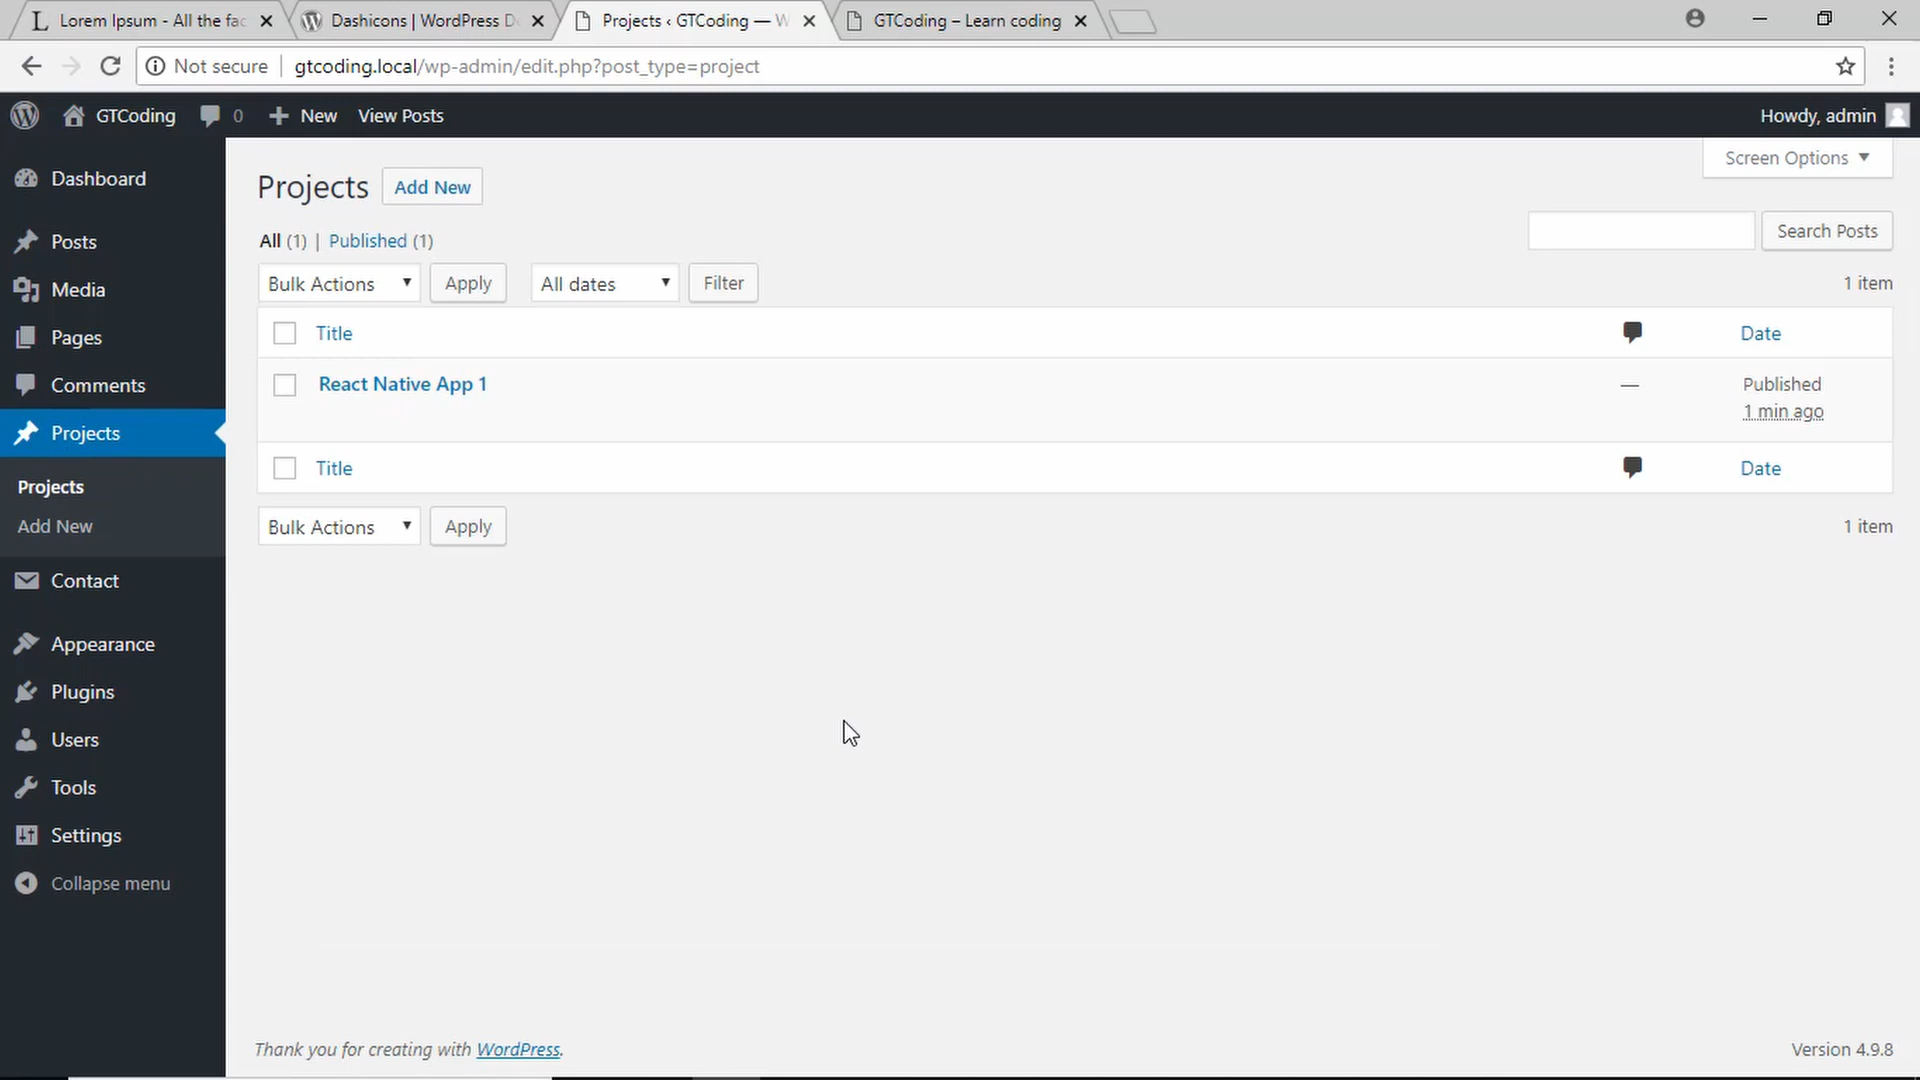 Lorem Ipsum - All the fac
Dashicons | WordPress D
Projects ‹ GTCoding — W
GTCoding – Learn coding
Not secure
gtcoding.local/wp-admin/edit.php?post_type=project
GTCoding
0
New
View Posts
Howdy, admin
Dashboard
Posts
Media
Pages
Comments
Projects
Projects
Add New
Contact
Appearance
Plugins
Users
Tools
Settings
Collapse menu
Screen Options
Projects
Add New
All (1) | Published (1)
Search Posts
Bulk Actions
Apply
All dates
Filter
1 item
Title
Date
React Native App 1
—
Published
1 min ago
Title
Date
Bulk Actions
Apply
1 item
Thank you for creating with WordPress.
Version 4.9.8